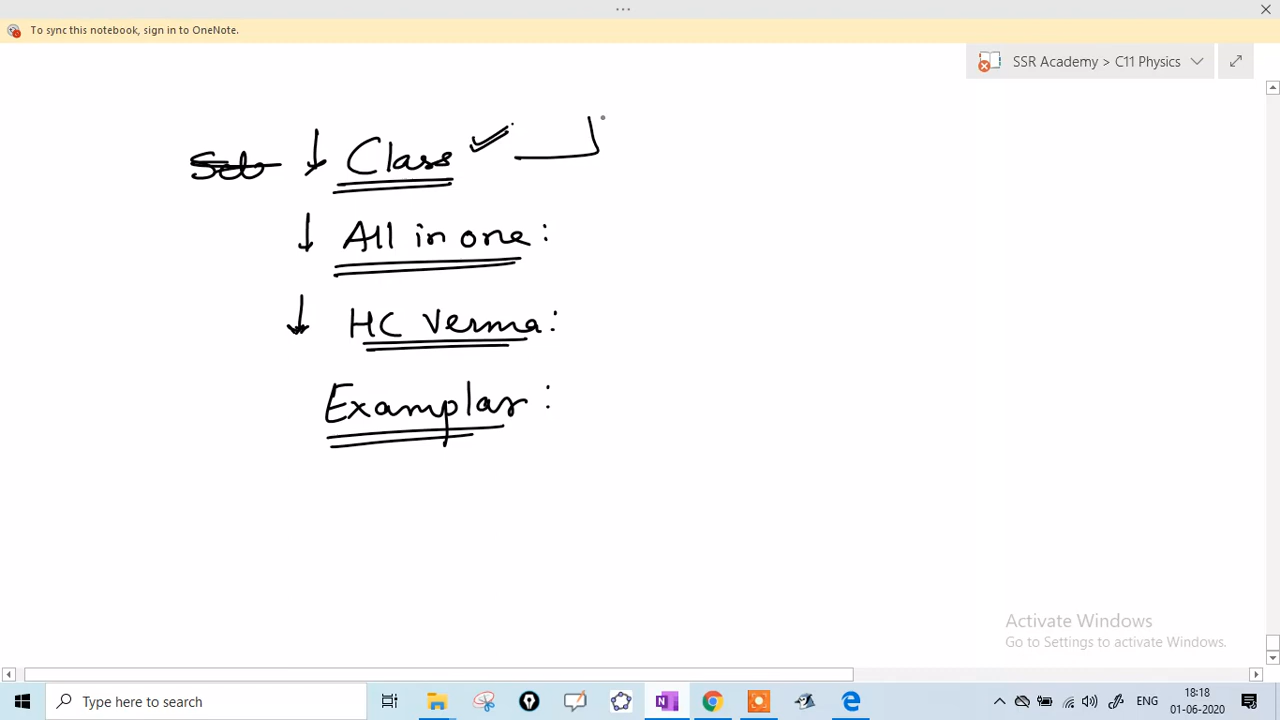 To sync this notebook, sign in to OneNote.
SSR Academy > C11 Physics
Class
All in one:
HC Verma:
Examplar:
Activate Windows
Go to Settings to activate Windows.
Type here to search
ENG
18:18
01-06-2020